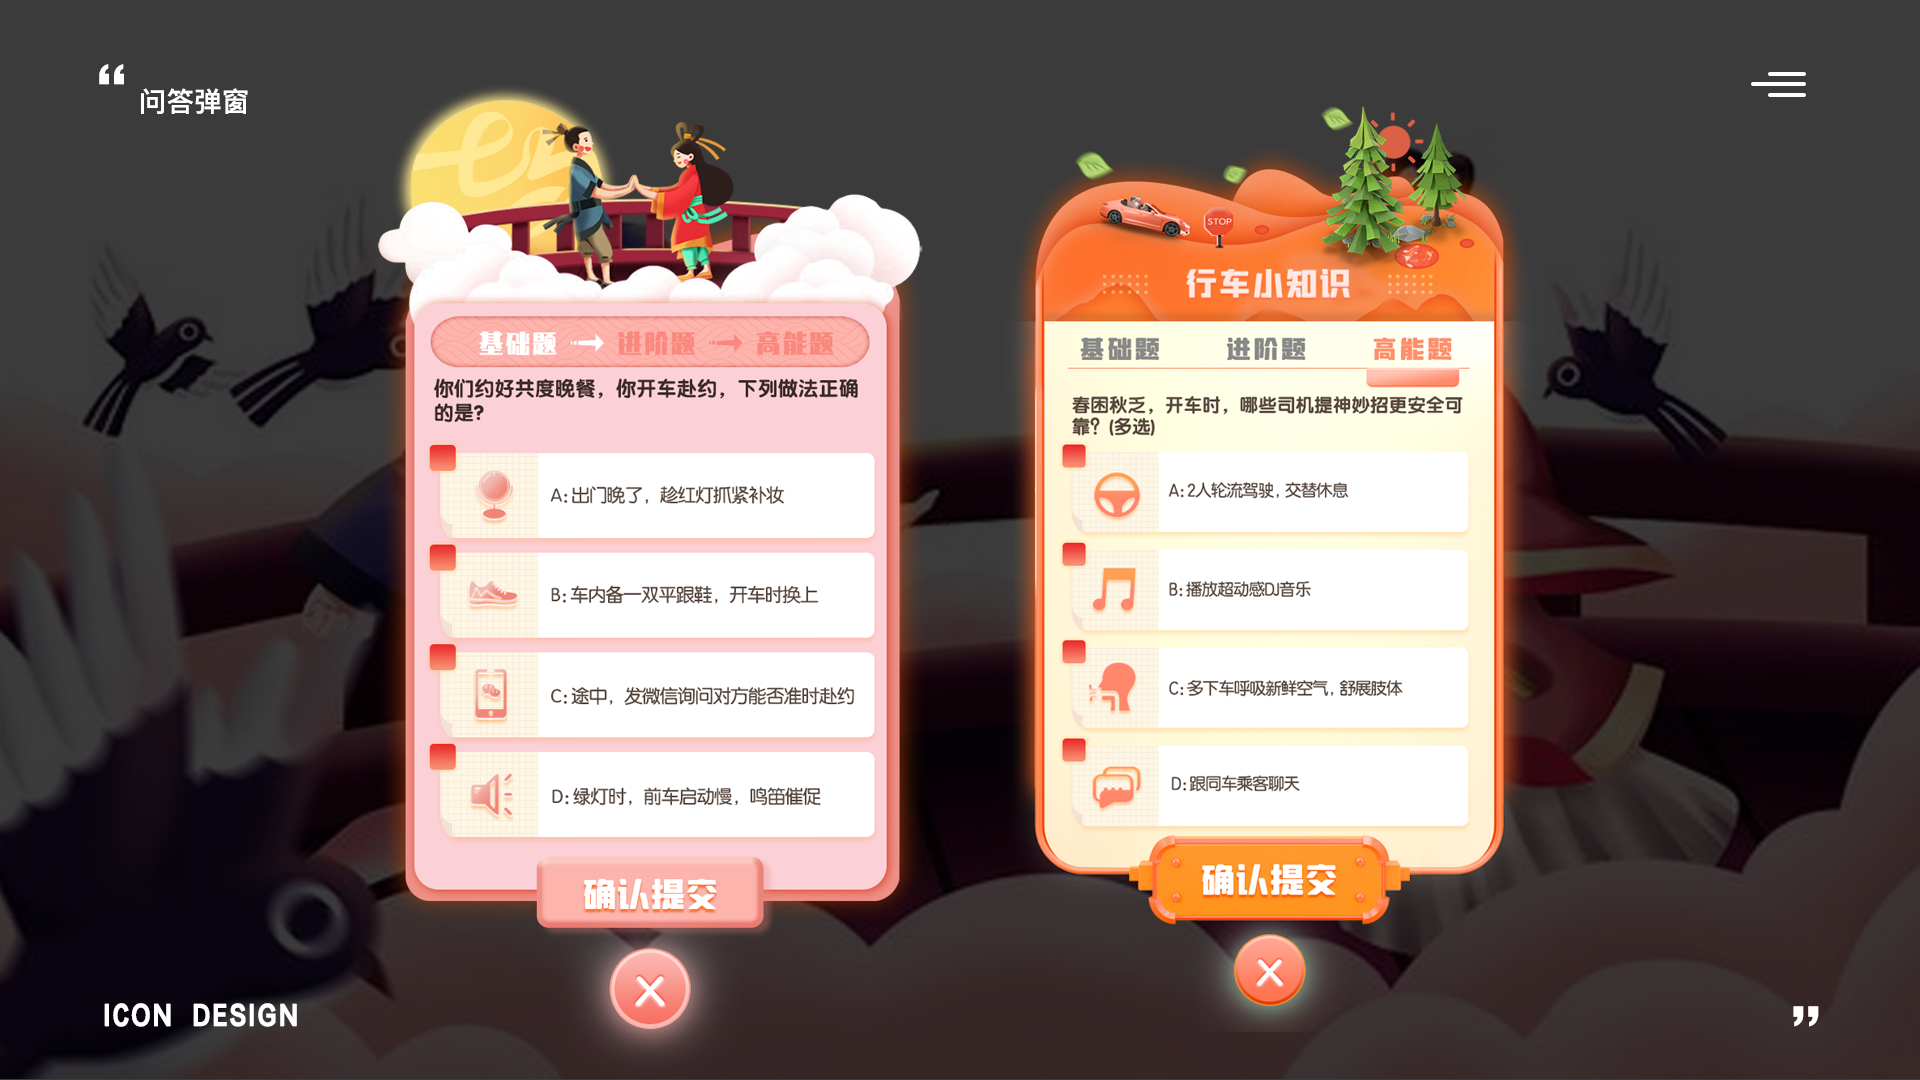 问答弹窗
基础题 进阶题 高能题
你们约好共度晚餐，你开车赴约，下列做法正确
的是？
A：出门晚了，趁红灯抓紧补妆
B：车内备一双平跟鞋，开车时换上
C：途中，发微信询问对方能否准时赴约
D：绿灯时，前车启动慢，鸣笛催促
确认提交
STOP
行车小知识
基础题 进阶题 高能题
春困秋乏，开车时，哪些司机提神妙招更安全可
靠？(多选)
A：2人轮流驾驶，交替休息
B：播放超动感DJ音乐
C：多下车呼吸新鲜空气，舒展肢体
D：跟同车乘客聊天
确认提交
ICON DESIGN